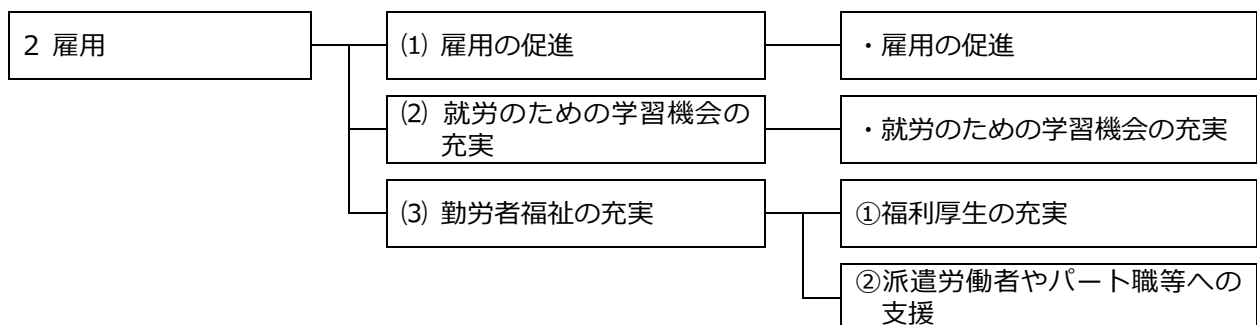 2 雇用
⑴ 雇用の促進
・雇用の促進
⑵ 就労のための学習機会の
充実
・就労のための学習機会の充実
⑶ 勤労者福祉の充実
①福利厚生の充実
②派遣労働者やパート職等への
支援